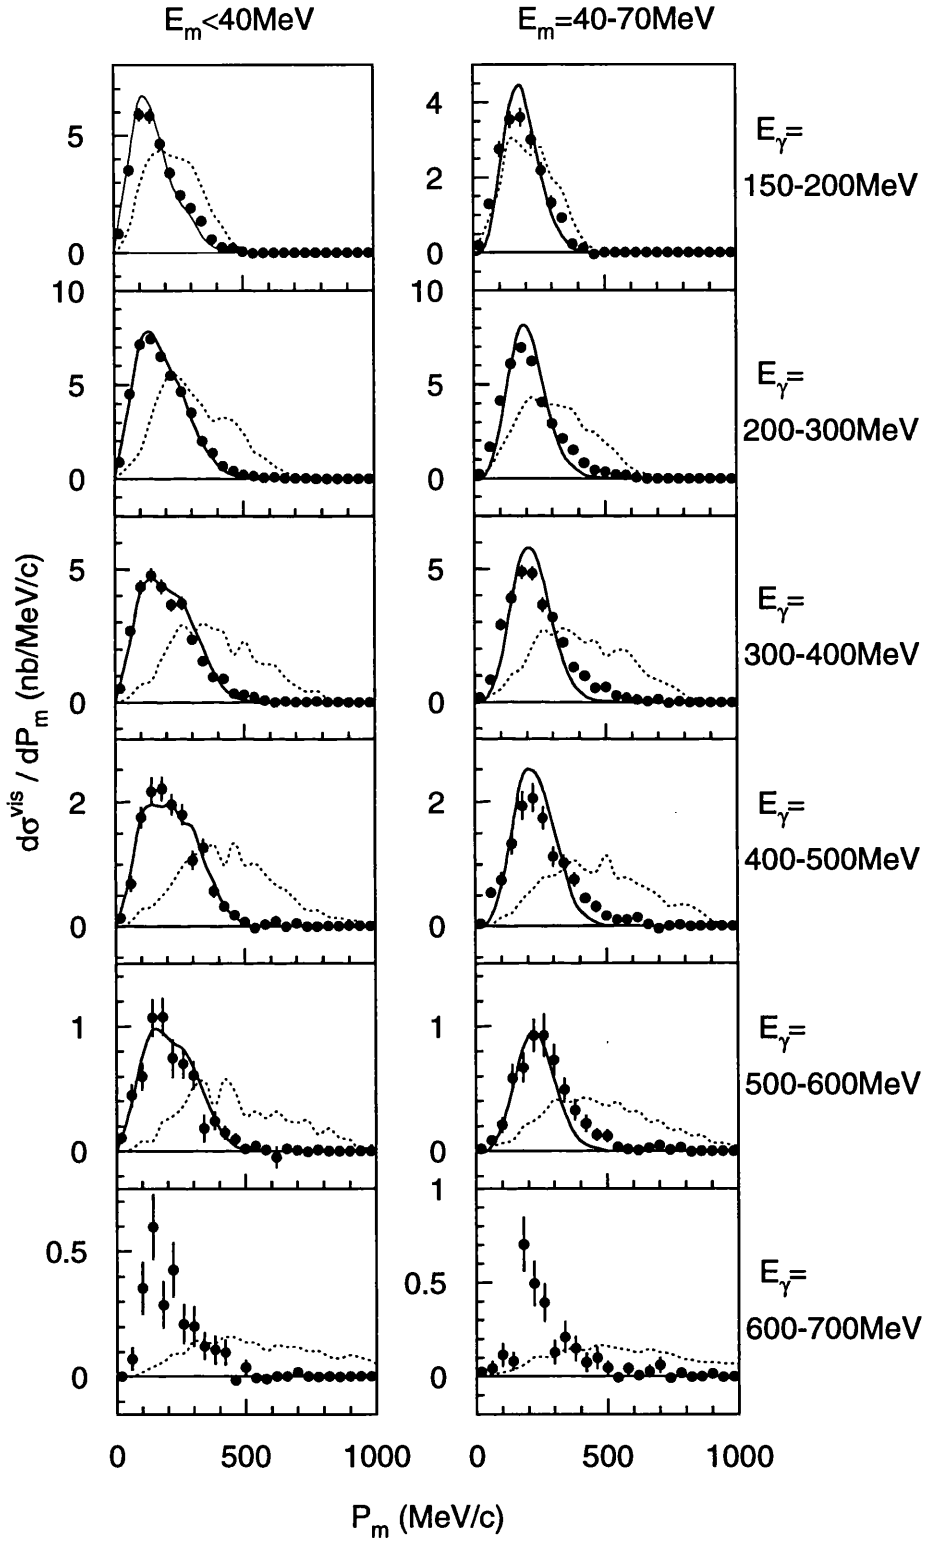 E_m<40MeV E_m=40-70MeV
5
0
4
2
0
E_γ=
150-200MeV
10
5
0
10
5
0
E_γ=
200-300MeV
5
0
5
0
E_γ=
300-400MeV
2
0
2
0
E_γ=
400-500MeV
1
0
1
0
E_γ=
500-600MeV
0.5
0
1
0.5
0
E_γ=
600-700MeV
0 500 1000 0 500 1000
dσ^vis / dP_m (nb/MeV/c)
P_m (MeV/c)